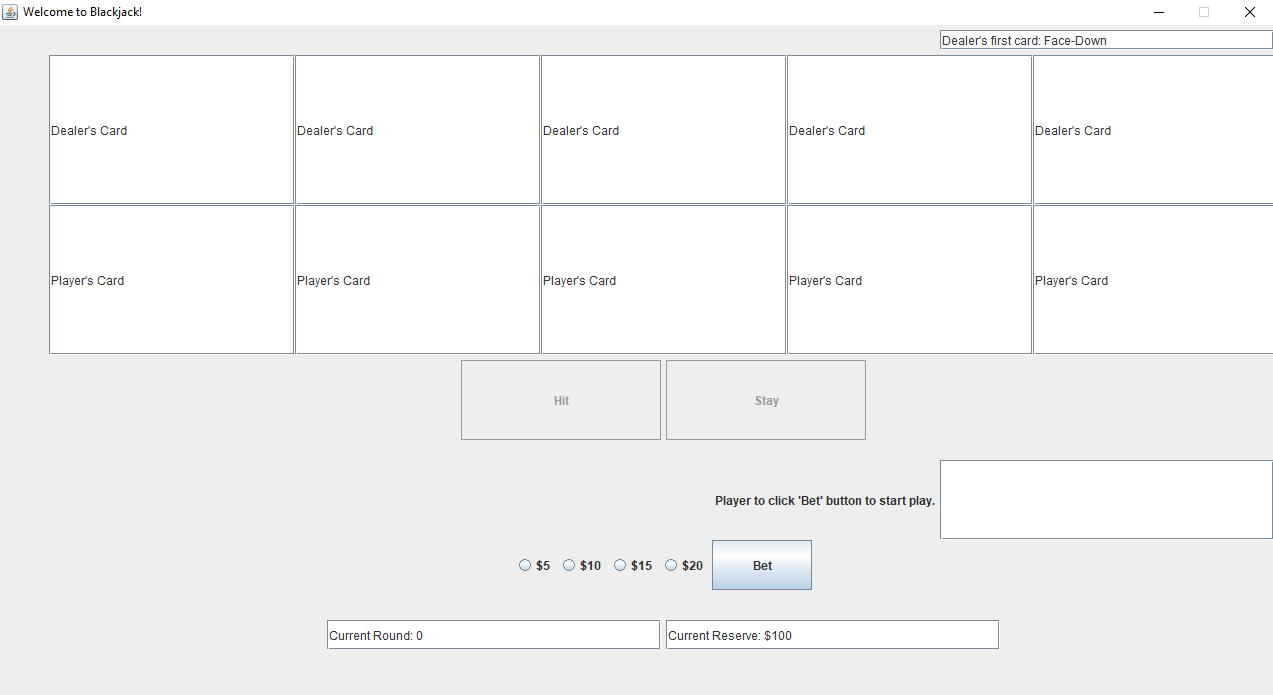 Welcome to Blackjack!
Dealer's first card: Face-Down
Dealer's Card Dealer's Card Dealer's Card Dealer's Card Dealer's Card
Player's Card Player's Card Player's Card Player's Card Player's Card
Hit Stay
Player to click 'Bet' button to start play.
$5 $10 $15 $20 Bet
Current Round: 0 Current Reserve: $100